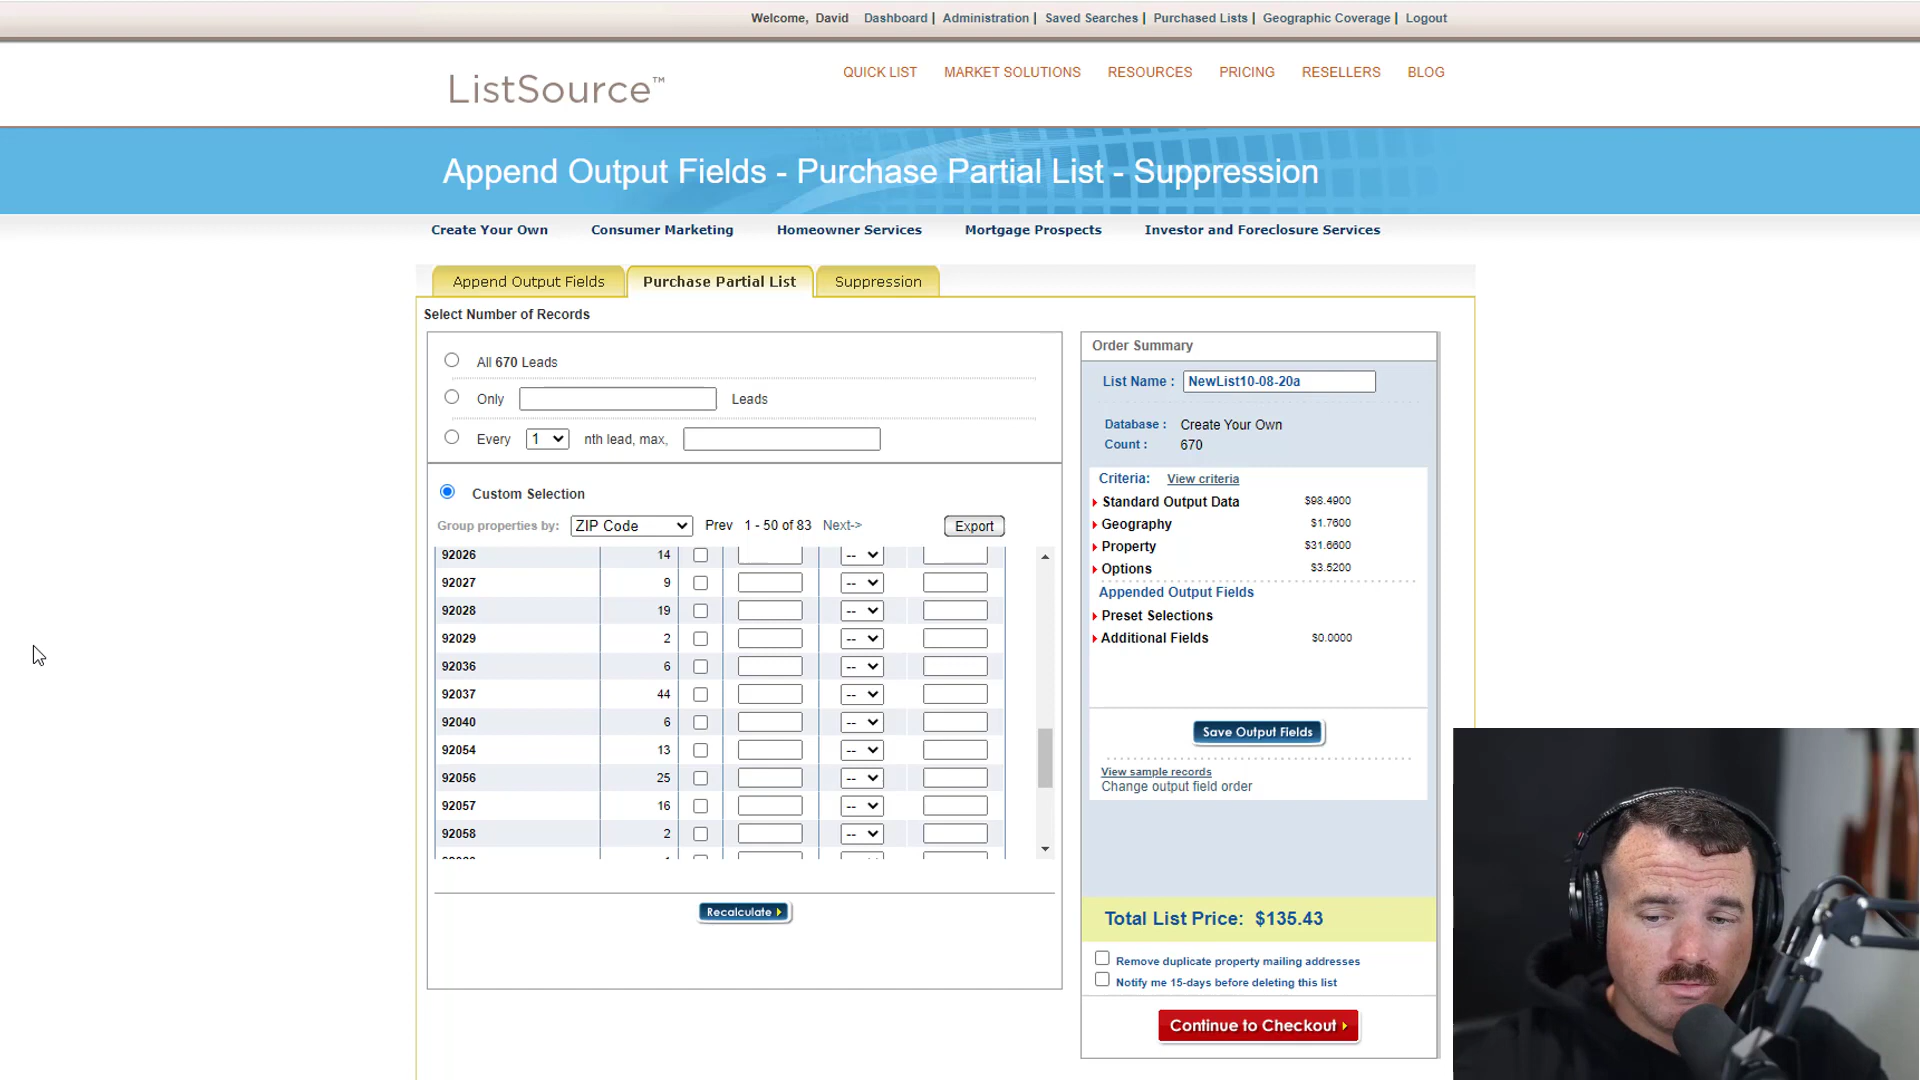 Welcome, David Dashboard | Administration | Saved Searches | Purchased Lists | Geographic Coverage | Logout
ListSource™
QUICK LIST MARKET SOLUTIONS RESOURCES PRICING RESELLERS BLOG
Append Output Fields - Purchase Partial List - Suppression
Create Your Own Consumer Marketing Homeowner Services Mortgage Prospects Investor and Foreclosure Services
Append Output Fields Purchase Partial List Suppression
Select Number of Records
All 670 Leads
Only Leads
Every 1 nth lead, max,
Custom Selection
Group properties by: ZIP Code Prev 1 - 50 of 83 Next-> Export
92026 14 --
92027 9 --
92028 19 --
92029 2 --
92036 6 --
92037 44 --
92040 6 --
92054 13 --
92056 25 --
92057 16 --
92058 2 --
Recalculate
Order Summary
List Name : NewList10-08-20a
Database : Create Your Own
Count : 670
Criteria: View criteria
Standard Output Data $98.4900
Geography $1.7600
Property $31.6600
Options $3.5200
Appended Output Fields
Preset Selections
Additional Fields $0.0000
Save Output Fields
View sample records
Change output field order
Total List Price: $135.43
Remove duplicate property mailing addresses
Notify me 15-days before deleting this list
Continue to Checkout